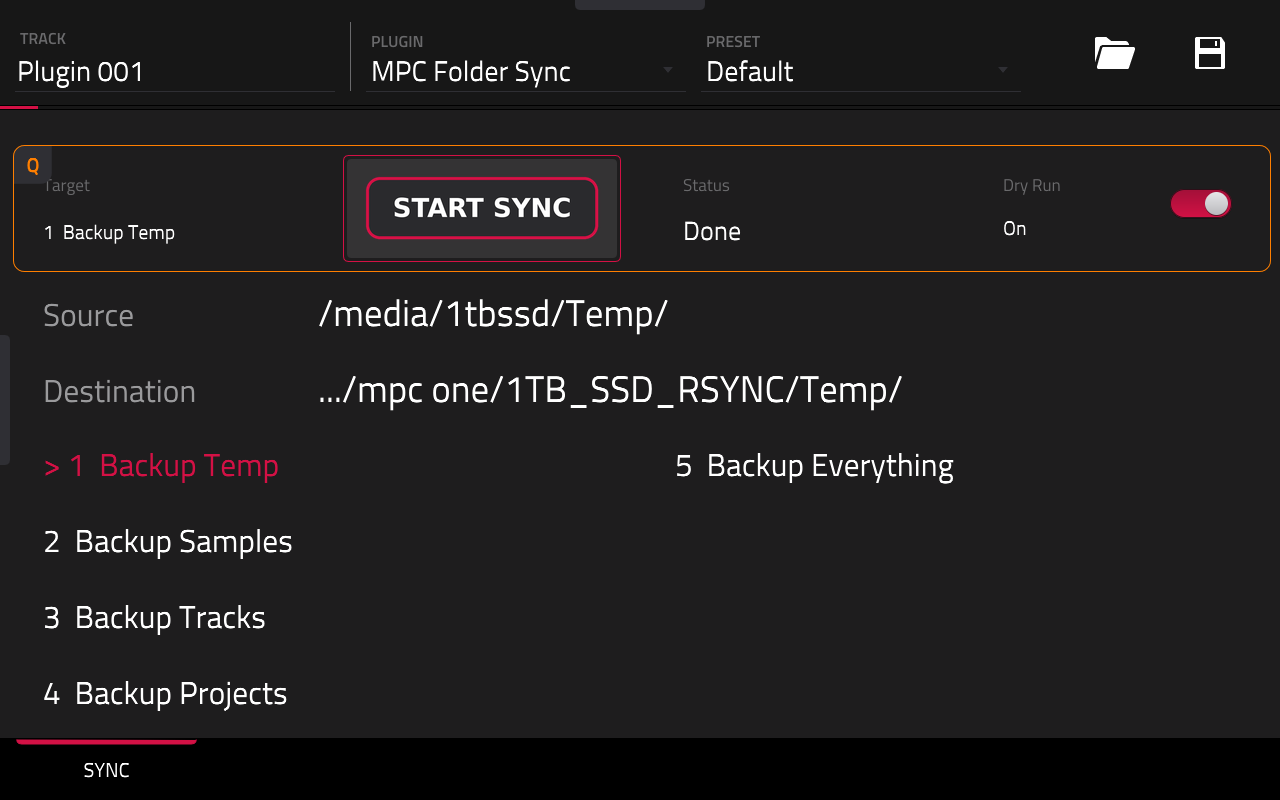 TRACK
Plugin 001
PLUGIN
MPC Folder Sync
PRESET
Default
Q
Target
1 Backup Temp
START SYNC
Status
Done
Dry Run
On
Source
/media/1tbssd/Temp/
Destination
.../mpc one/1TB_SSD_RSYNC/Temp/
> 1 Backup Temp
5 Backup Everything
2 Backup Samples
3 Backup Tracks
4 Backup Projects
SYNC